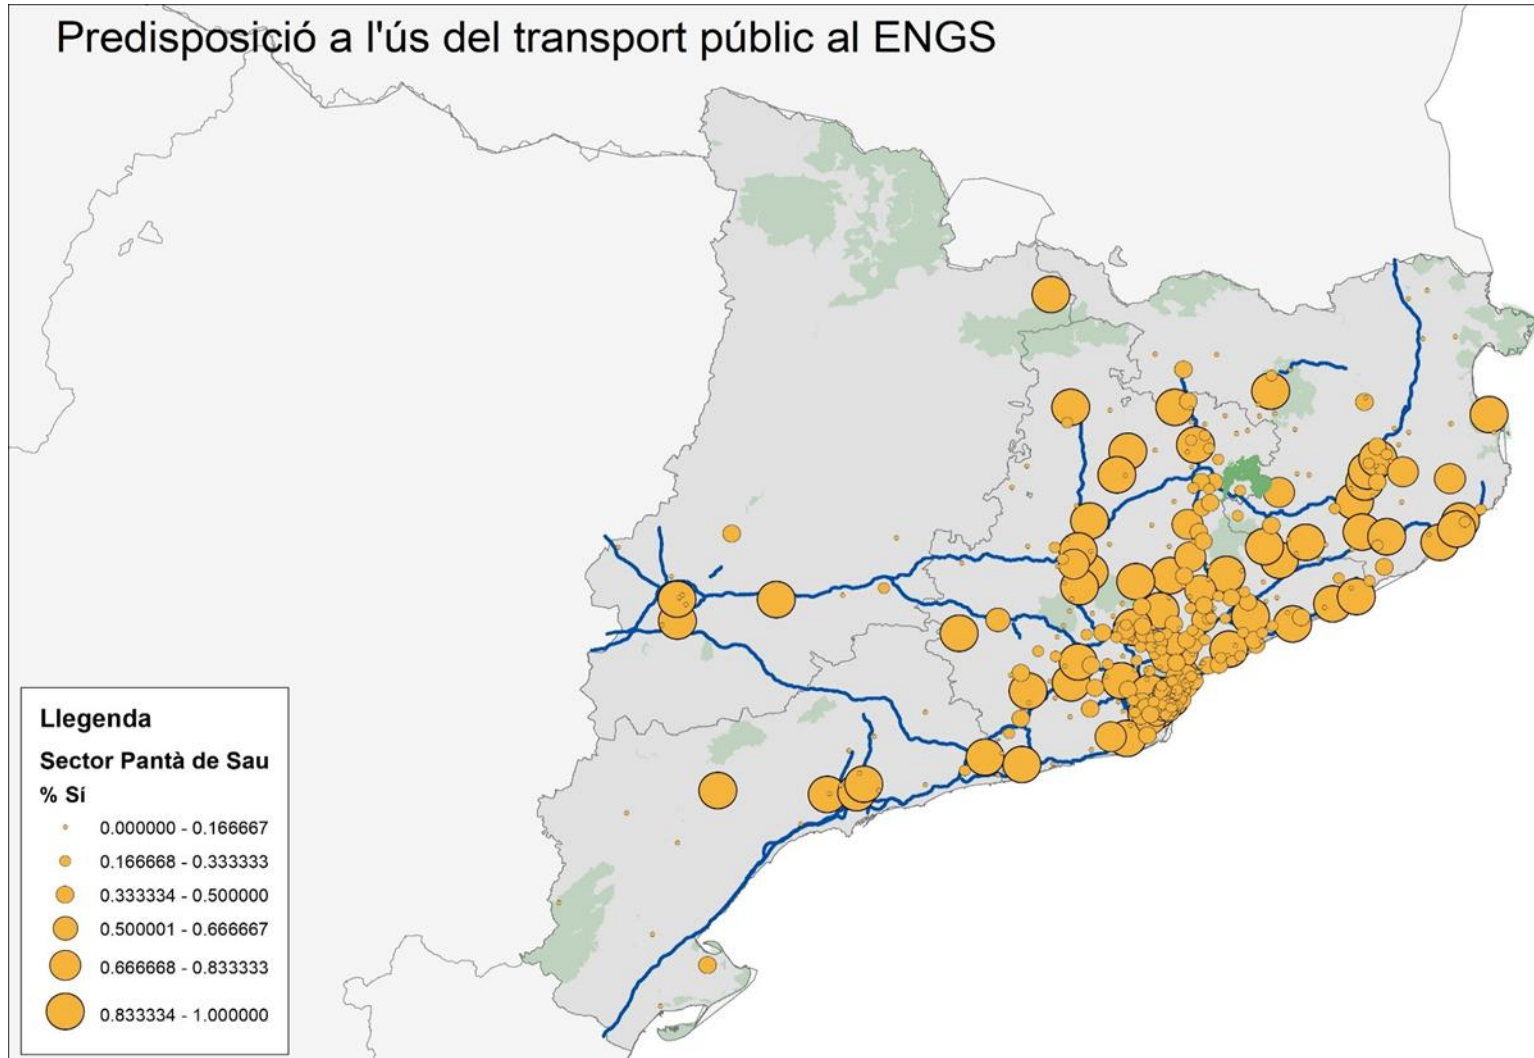 Predisposició a l'ús del transport públic al ENGS
Llegenda
Sector Pantà de Sau
% Sí
0.000000 - 0.166667
0.166668 - 0.333333
0.333334 - 0.500000
0.500001 - 0.666667
0.666668 - 0.833333
0.833334 - 1.000000